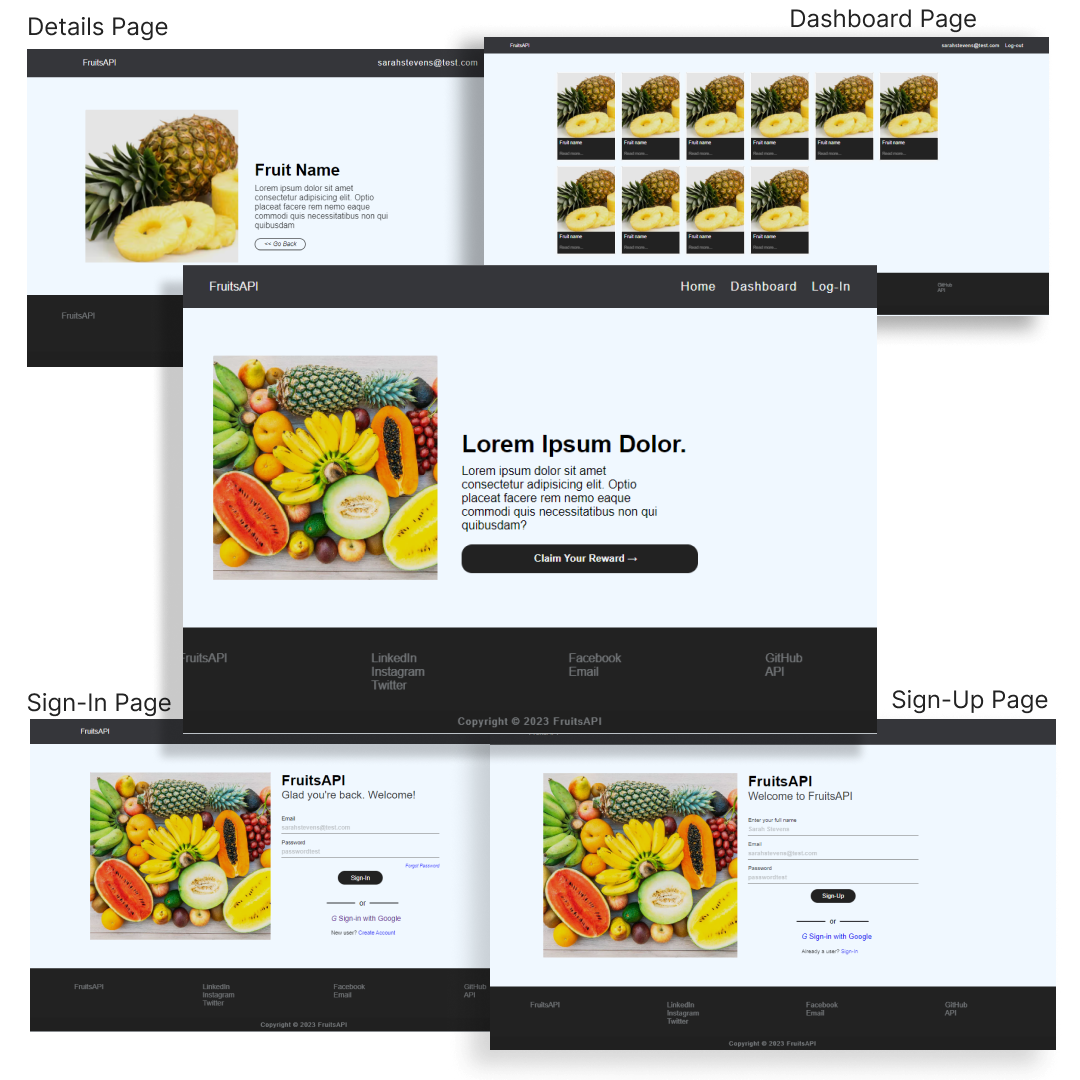 Details Page
Dashboard Page
FruitsAPI
sarahstevens@test.com
Fruit Name
Lorem ipsum dolor sit amet
consectetur adipisicing elit. Optio
placeat facere rem nemo eaque
commodi quis necessitatibus non qui
quibusdam
<< Go Back
FruitsAPI
FruitsAPI
sarahstevens@test.com Log-out
Fruit name Fruit name Fruit name Fruit name Fruit name Fruit name
Read more... Read more... Read more... Read more... Read more... Read more...
Fruit name Fruit name Fruit name Fruit name
Read more... Read more... Read more... Read more...
GitHub
API
FruitsAPI
Home Dashboard Log-In
Lorem Ipsum Dolor.
Lorem ipsum dolor sit amet
consectetur adipisicing elit. Optio
placeat facere rem nemo eaque
commodi quis necessitatibus non qui
quibusdam?
Claim Your Reward →
FruitsAPI
LinkedIn
Instagram
Twitter
Facebook
Email
GitHub
API
Copyright © 2023 FruitsAPI
Sign-In Page
Sign-Up Page
FruitsAPI
FruitsAPI
Glad you're back. Welcome!
Email
sarahstevens@test.com
Password
passwordtest
Forgot Password
Sign-In
or
G Sign-in with Google
New user? Create Account
FruitsAPI
LinkedIn
Instagram
Twitter
Facebook
Email
GitHub
API
Copyright © 2023 FruitsAPI
FruitsAPI
Welcome to FruitsAPI
Enter your full name
Sarah Stevens
Email
sarahstevens@test.com
Password
passwordtest
Sign-Up
or
G Sign-in with Google
Already a user? Sign-In
FruitsAPI
LinkedIn
Instagram
Twitter
Facebook
Email
GitHub
API
Copyright © 2023 FruitsAPI